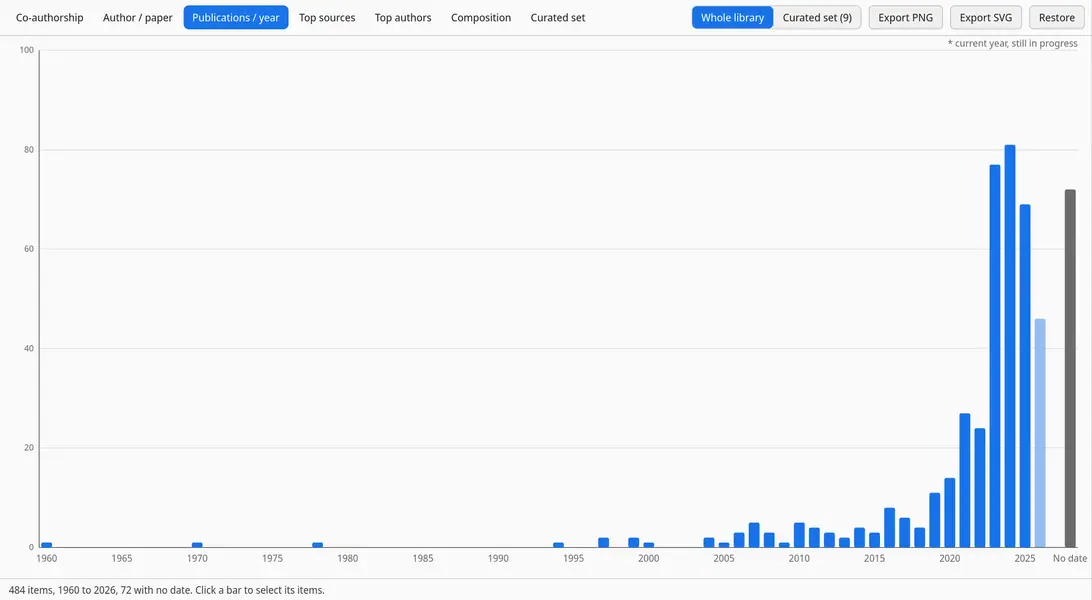 Co-authorship Author / paper Publications / year Top sources Top authors Composition Curated set Whole library Curated set (9) Export PNG Export SVG Restore
* current year, still in progress
100
80
60
40
20
0
1960 1965 1970 1975 1980 1985 1990 1995 2000 2005 2010 2015 2020 2025 No date
484 items, 1960 to 2026, 72 with no date. Click a bar to select its items.